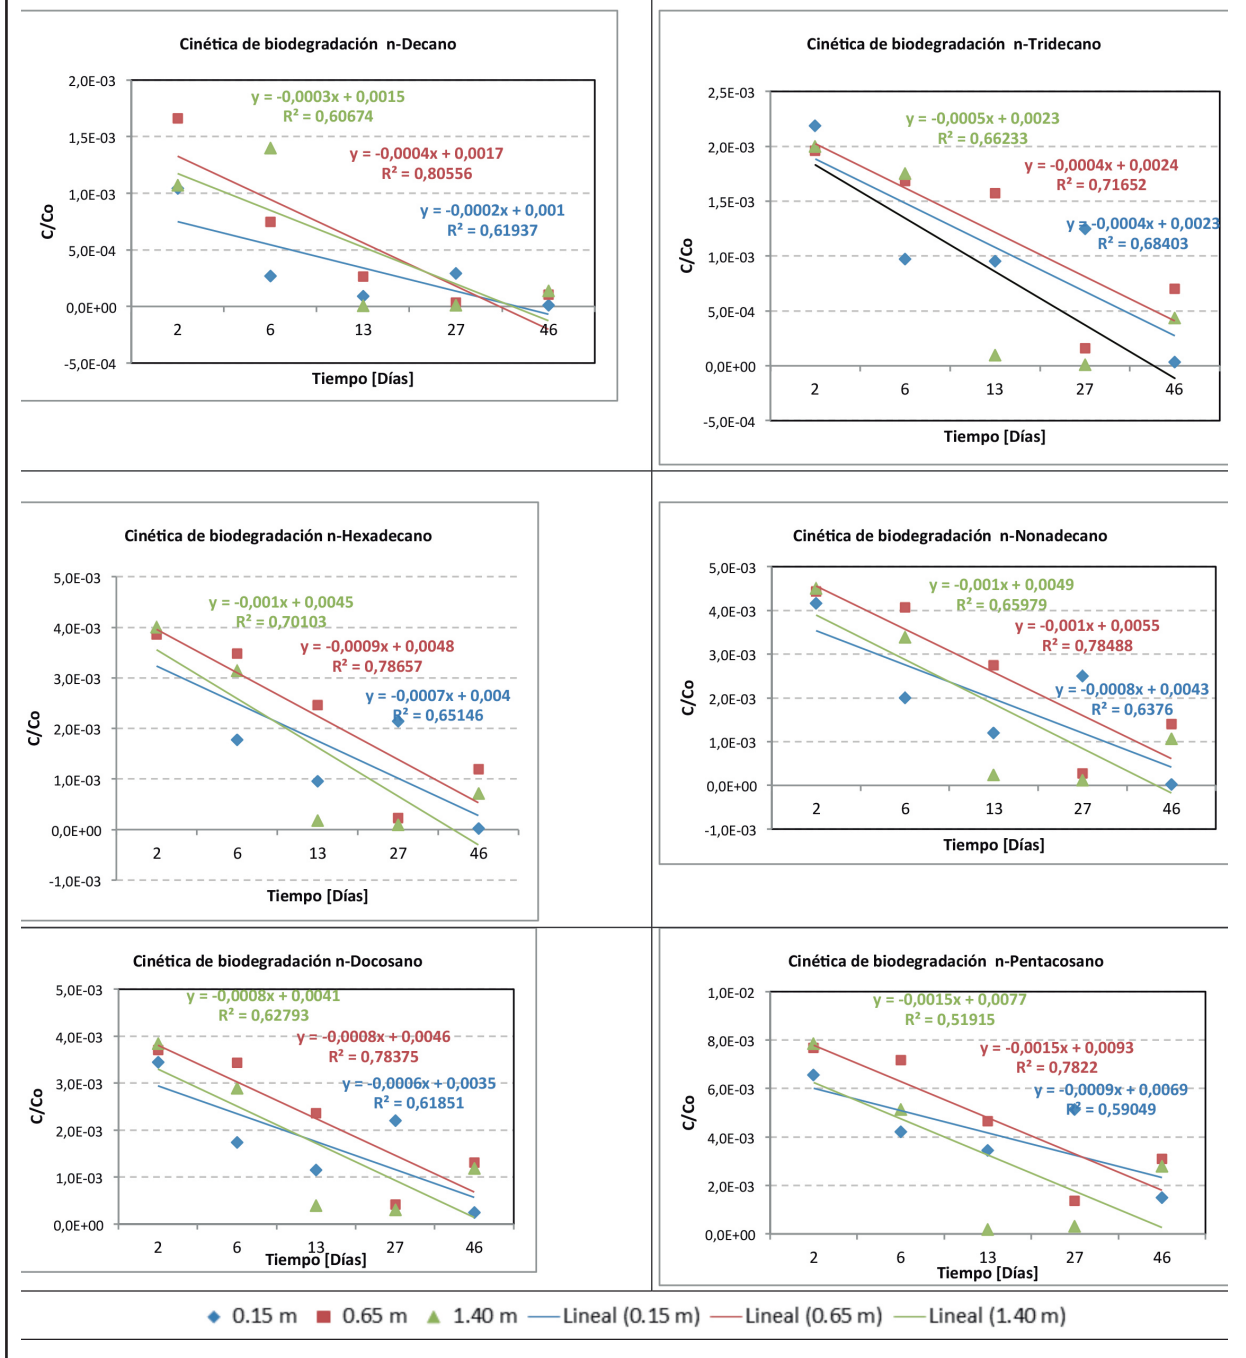 Cinética de biodegradación n-Decano
2,0E-03
1,5E-03
1,0E-03
5,0E-04
0,0E+00
-5,0E-04
C/Co
y = -0,0003x + 0,0015
R² = 0,60674
y = -0,0004x + 0,0017
R² = 0,80556
y = -0,0002x + 0,001
R² = 0,61937
2 6 13 27 46
Tiempo [Días]
Cinética de biodegradación n-Tridecano
2,5E-03
2,0E-03
1,5E-03
1,0E-03
5,0E-04
0,0E+00
-5,0E-04
C/Co
y = -0,0005x + 0,0023
R² = 0,66233
y = -0,0004x + 0,0024
R² = 0,71652
y = -0,0004x + 0,0023
R² = 0,68403
2 6 13 27 46
Tiempo [Días]
Cinética de biodegradación n-Hexadecano
5,0E-03
4,0E-03
3,0E-03
2,0E-03
1,0E-03
0,0E+00
-1,0E-03
C/Co
y = -0,001x + 0,0045
R² = 0,70103
y = -0,0009x + 0,0048
R² = 0,78657
y = -0,0007x + 0,004
R² = 0,65146
2 6 13 27 46
Tiempo [Días]
Cinética de biodegradación n-Nonadecano
5,0E-03
4,0E-03
3,0E-03
2,0E-03
1,0E-03
0,0E+00
-1,0E-03
C/Co
y = -0,001x + 0,0049
R² = 0,65979
y = -0,001x + 0,0055
R² = 0,78488
y = -0,0008x + 0,0043
R² = 0,6376
2 6 13 27 46
Tiempo [Días]
Cinética de biodegradación n-Docosano
5,0E-03
4,0E-03
3,0E-03
2,0E-03
1,0E-03
0,0E+00
C/Co
y = -0,0008x + 0,0041
R² = 0,62793
y = -0,0008x + 0,0046
R² = 0,78375
y = -0,0006x + 0,0035
R² = 0,61851
2 6 13 27 46
Tiempo [Días]
Cinética de biodegradación n-Pentacosano
1,0E-02
8,0E-03
6,0E-03
4,0E-03
2,0E-03
0,0E+00
C/Co
y = -0,0015x + 0,0077
R² = 0,51915
y = -0,0015x + 0,0093
R² = 0,7822
y = -0,0009x + 0,0069
R² = 0,59049
2 6 13 27 46
Tiempo [Días]
0.15 m 0.65 m 1.40 m Lineal (0.15 m) Lineal (0.65 m) Lineal (1.40 m)